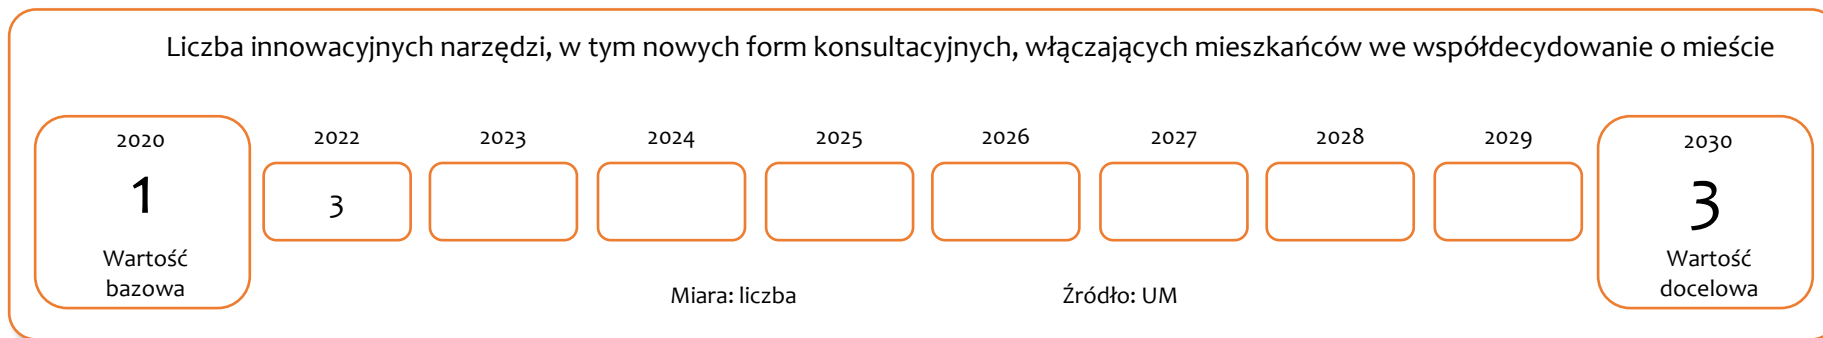 Liczba innowacyjnych narzędzi, w tym nowych form konsultacyjnych, włączających mieszkańców we współdecydowanie o mieście
2020 2022 2023 2024 2025 2026 2027 2028 2029 2030
1 3 3
Wartość bazowa
Wartość docelowa
Miara: liczba Źródło: UM